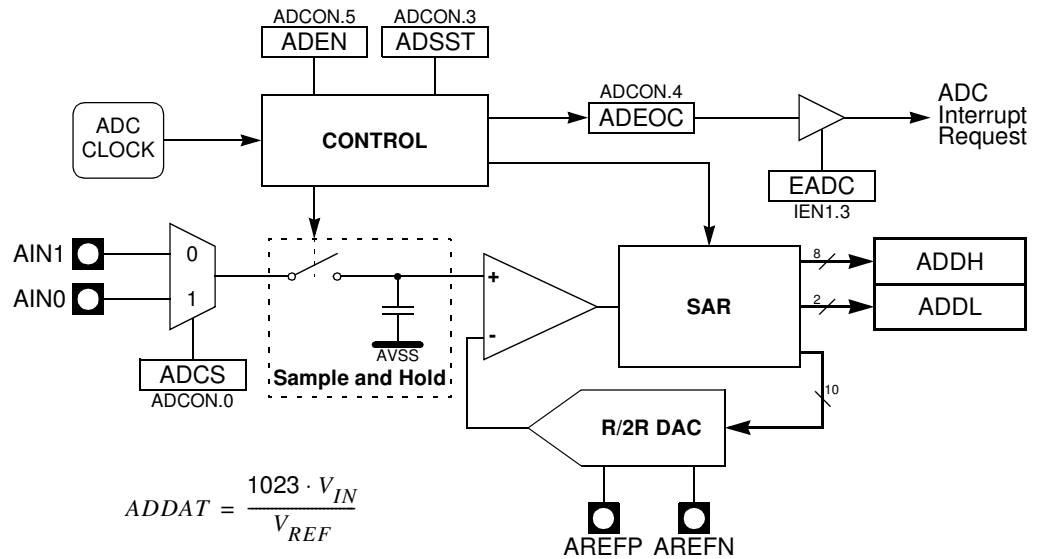 ADCON.5
ADEN
ADCON.3
ADSST
ADC
CLOCK
CONTROL
ADCON.4
ADEOC
ADC
Interrupt
Request
EADC
IEN1.3
AIN1
AIN0
0
1
ADCS
ADCON.0
AVSS
Sample and Hold
+
-
SAR
8
2
10
ADDH
ADDL
R/2R DAC
AREFP
AREFN
ADDAT = 1023 · V_IN / V_REF